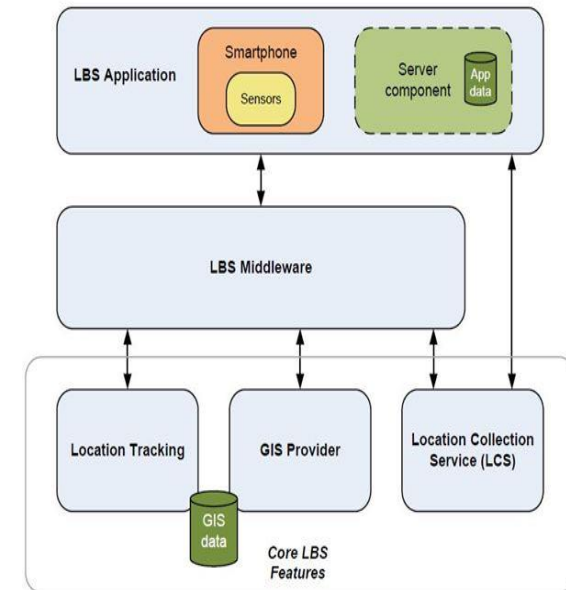 LBS Application
Smartphone
Sensors
Server
component
App
data
LBS Middleware
Location Tracking
GIS Provider
Location Collection
Service (LCS)
GIS
data
Core LBS
Features